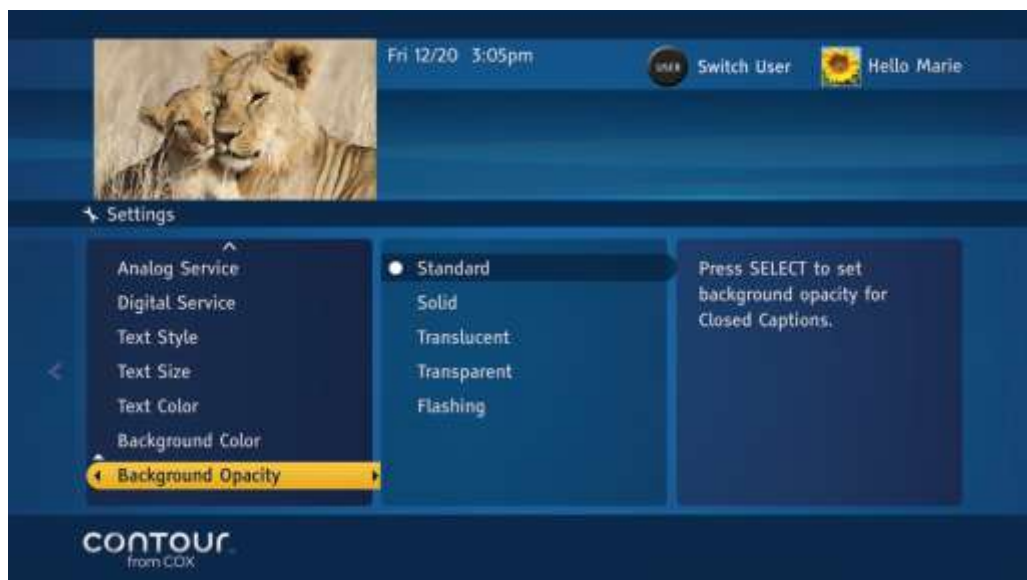 Fri 12/20 3:05pm
USER
Switch User
Hello Marie
Settings
Analog Service
Digital Service
Text Style
Text Size
Text Color
Background Color
Background Opacity
Standard
Solid
Translucent
Transparent
Flashing
Press SELECT to set
background opacity for
Closed Captions.
contour
from COX